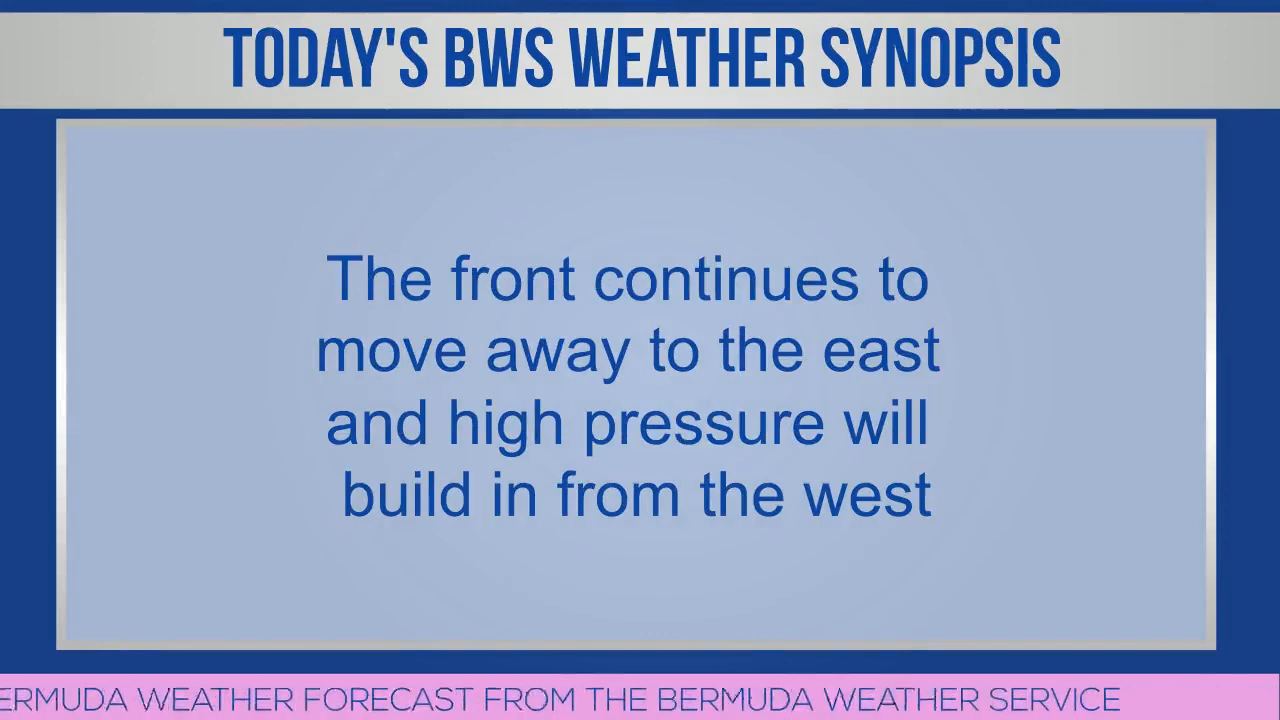 TODAY'S BWS WEATHER SYNOPSIS
The front continues to
move away to the east
and high pressure will
build in from the west
ERMUDA WEATHER FORECAST FROM THE BERMUDA WEATHER SERVICE